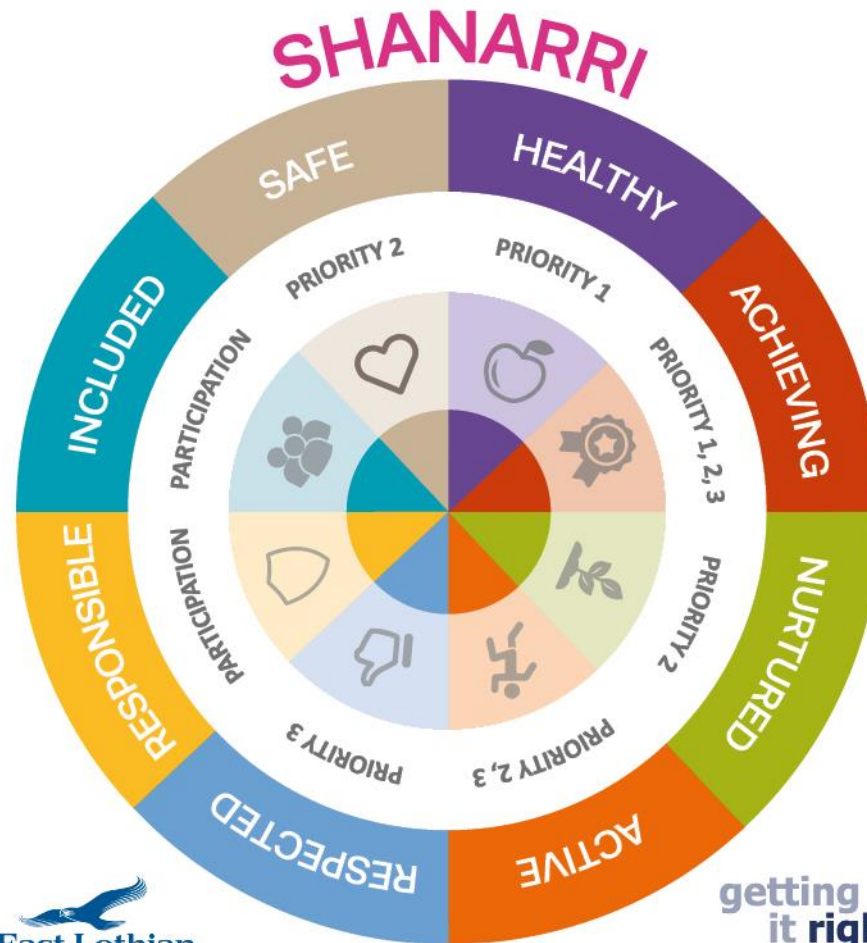 SHANARRI
SAFE
HEALTHY
ACHIEVING
NURTURED
ACTIVE
RESPECTED
RESPONSIBLE
INCLUDED
PRIORITY 2
PRIORITY 1
PRIORITY 1, 2, 3
PRIORITY 2
PRIORITY 2, 3
PRIORITY 3
PARTICIPATION
PARTICIPATION
East Lothian
getting
it